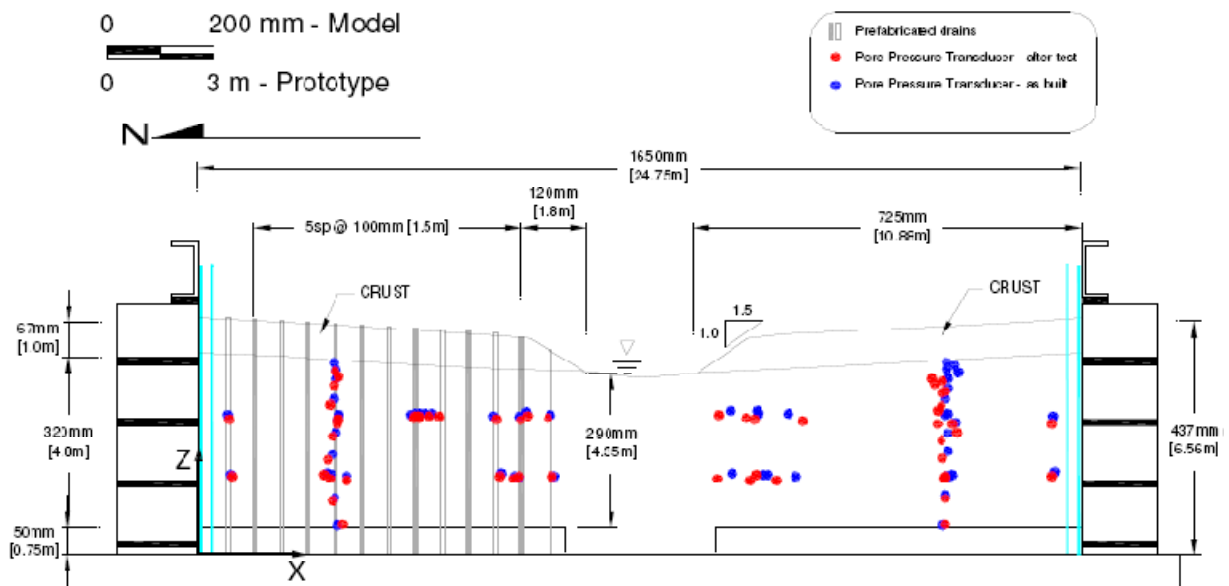 0 200 mm - Model
0 3 m - Prototype
N
Prefabricated drains
Pore Pressure Transducer - after test
Pore Pressure Transducer - as built
1650mm
[24.75m]
120mm
[1.8m]
5sp @ 100mm [1.5m]
725mm
[10.88m]
CRUST
CRUST
1.5
1.0
67mm
[1.0m]
320mm
[4.0m]
290mm
[4.35m]
437mm
[6.56m]
Z
50mm
[0.75m]
X